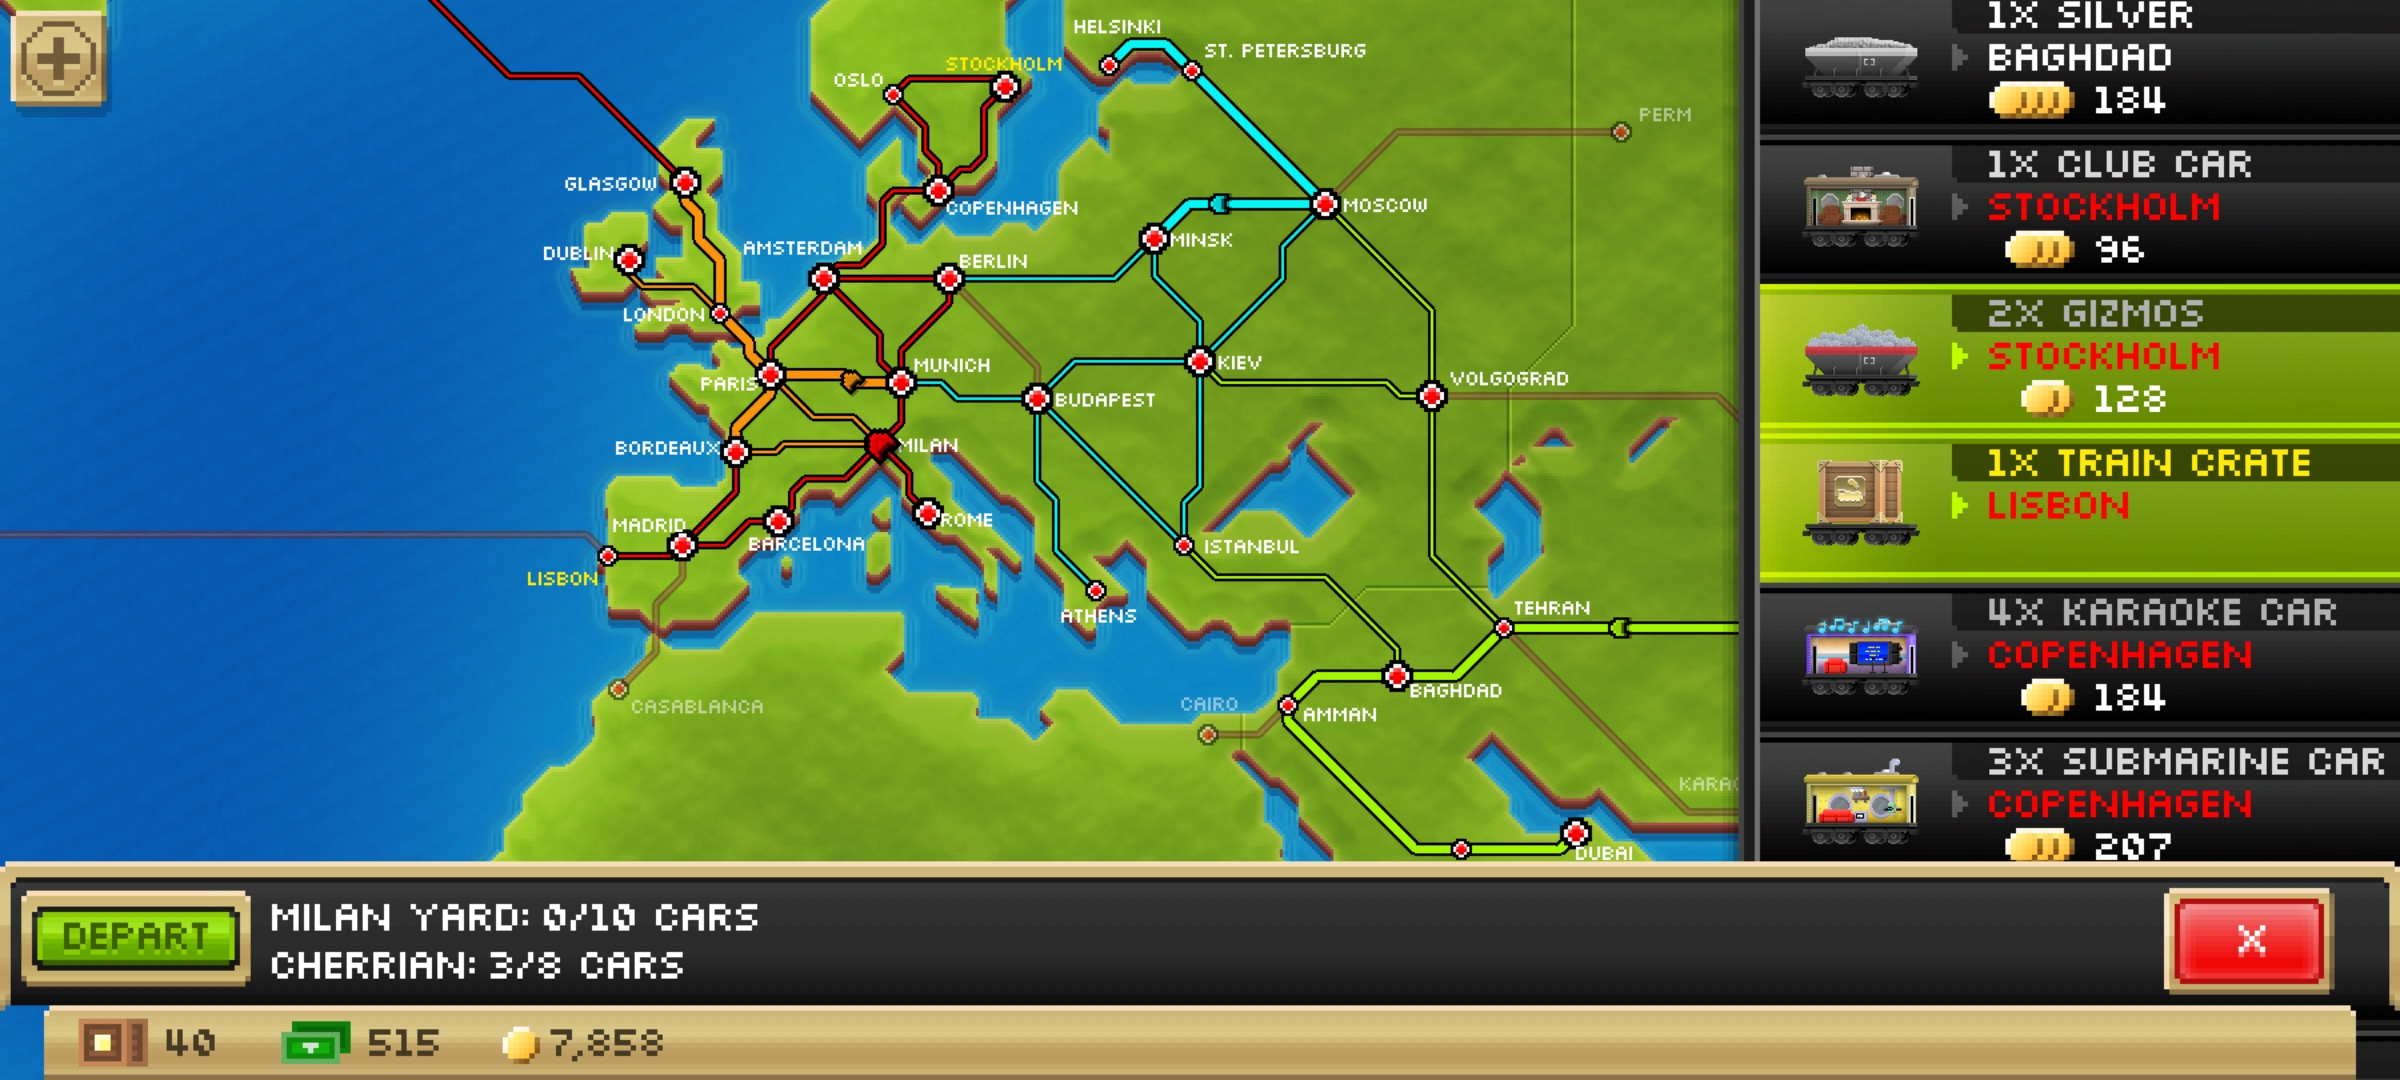 HELSINKI
ST. PETERSBURG
STOCKHOLM
OSLO
PERM
GLASGOW
COPENHAGEN
MOSCOW
DUBLIN
AMSTERDAM
BERLIN
MINSK
LONDON
PARIS
MUNICH
KIEV
VOLGOGRAD
BUDAPEST
BORDEAUX
MILAN
MADRID
ROME
BARCELONA
ISTANBUL
LISBON
ATHENS
TEHRAN
CASABLANCA
CAIRO
BAGHDAD
AMMAN
KARAC
DUBAI
1X SILVER
BAGHDAD
184
1X CLUB CAR
STOCKHOLM
96
2X GIZMOS
STOCKHOLM
128
1X TRAIN CRATE
LISBON
4X KARAOKE CAR
COPENHAGEN
184
3X SUBMARINE CAR
COPENHAGEN
207
DEPART
MILAN YARD: 0/10 CARS
CHERRIAN: 3/8 CARS
X
40
515
7,858